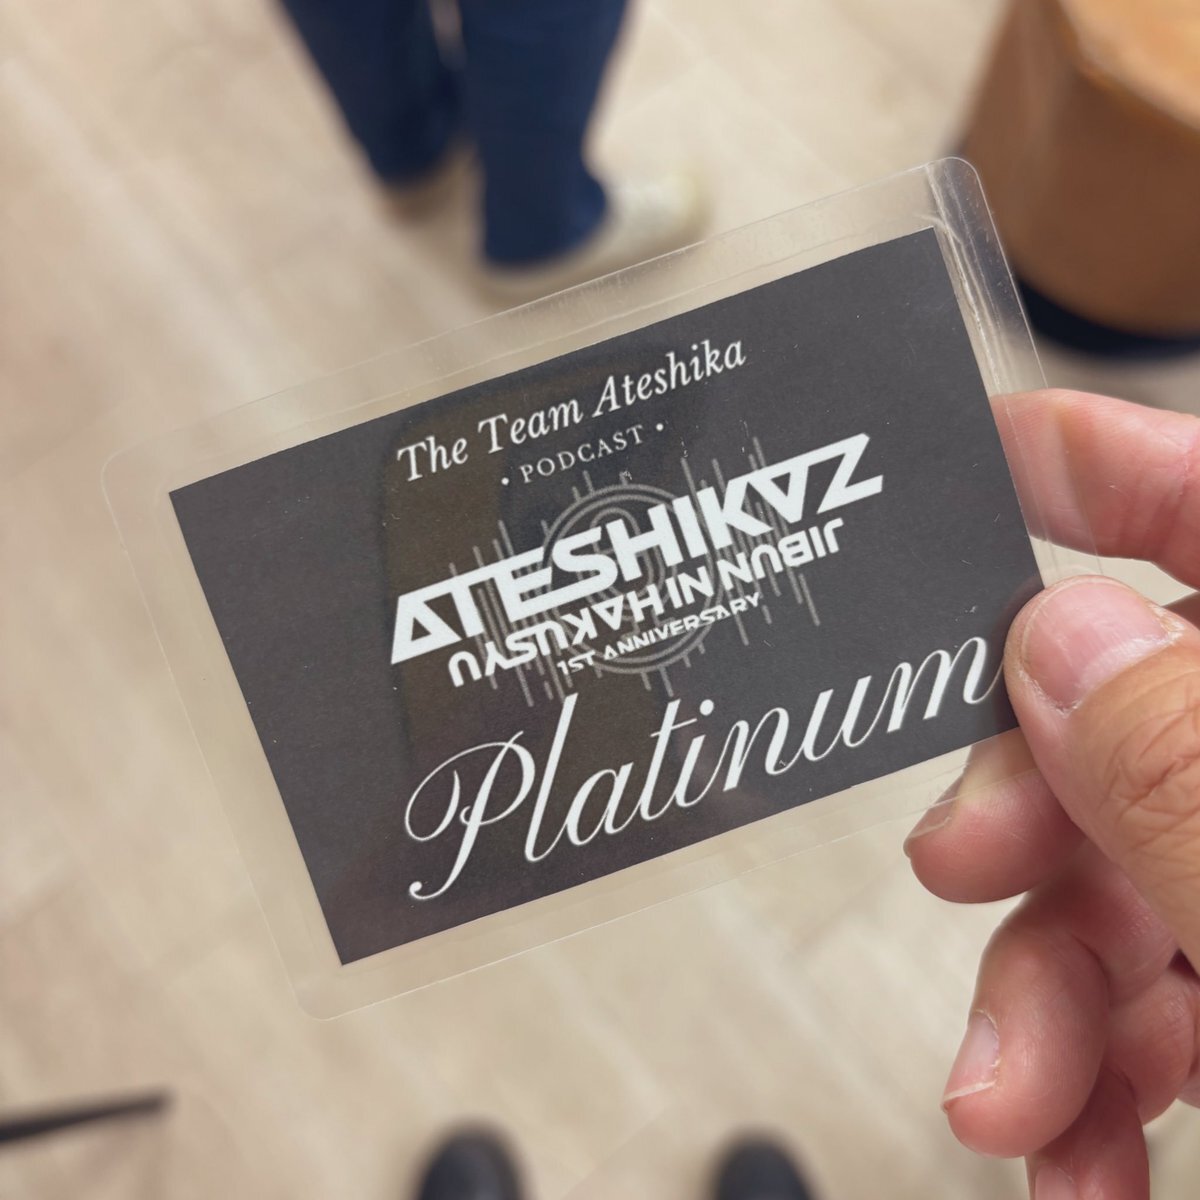 The Team Ateshika
• PODCAST •
ATESHIKAZ
JIBUN NI HAKUSYU
1ST ANNIVERSARY
Platinum